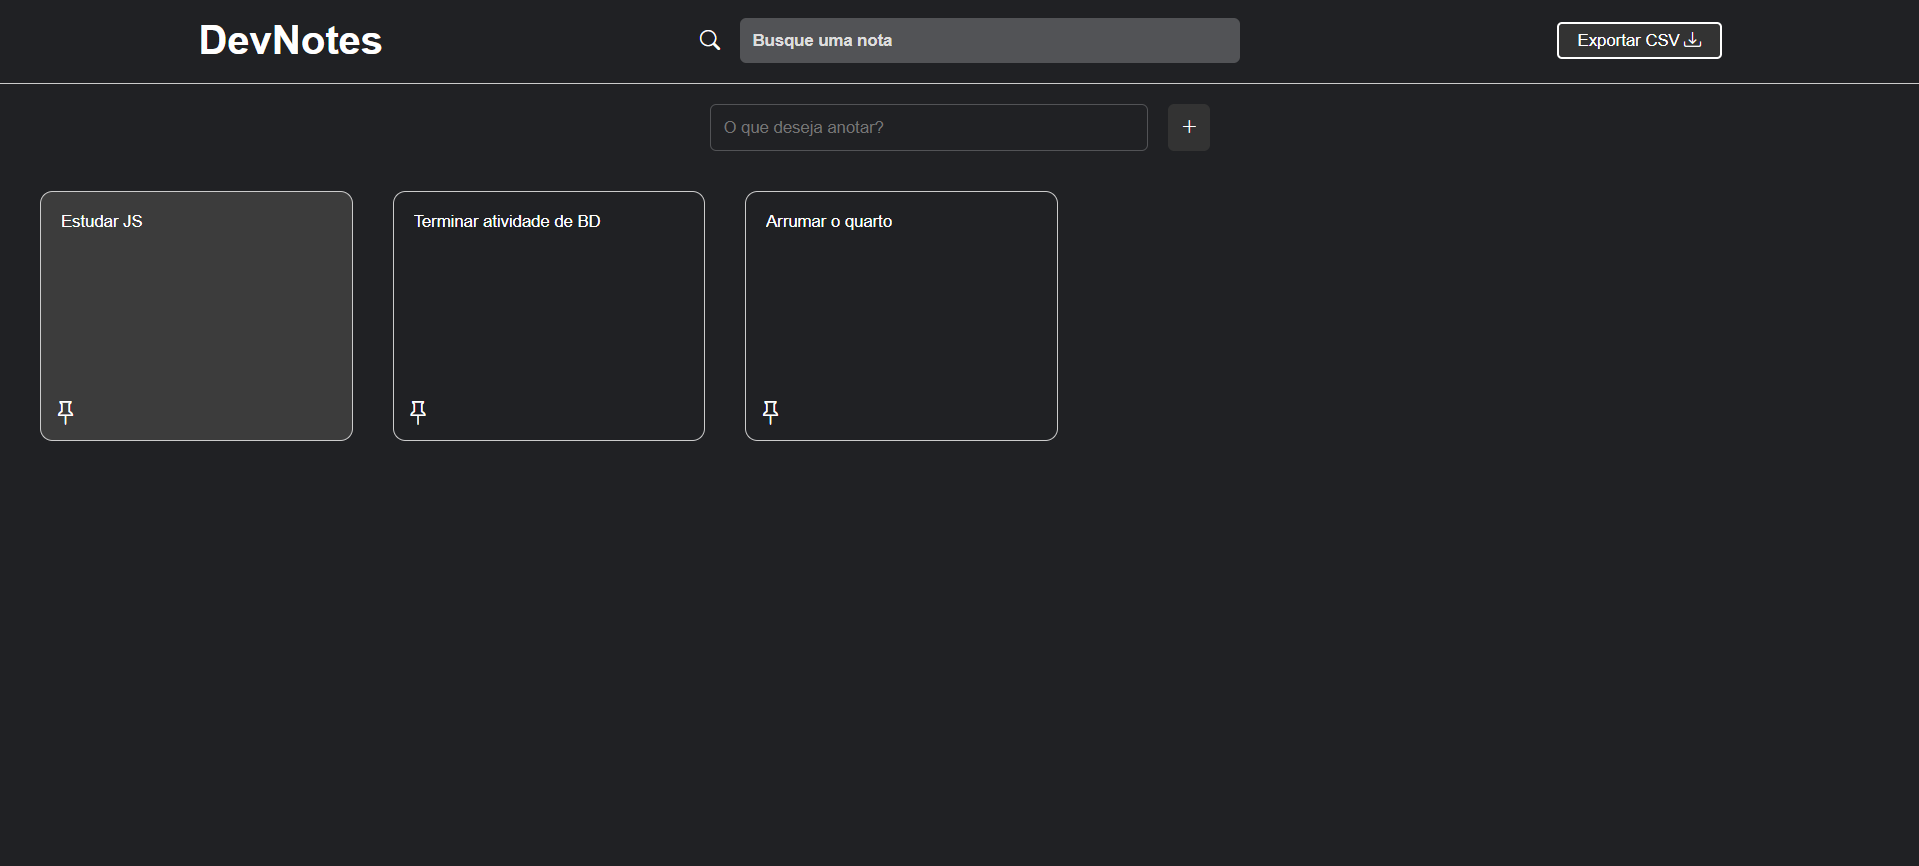 DevNotes
Busque uma nota
Exportar CSV
O que deseja anotar?
+
Estudar JS
Terminar atividade de BD
Arrumar o quarto